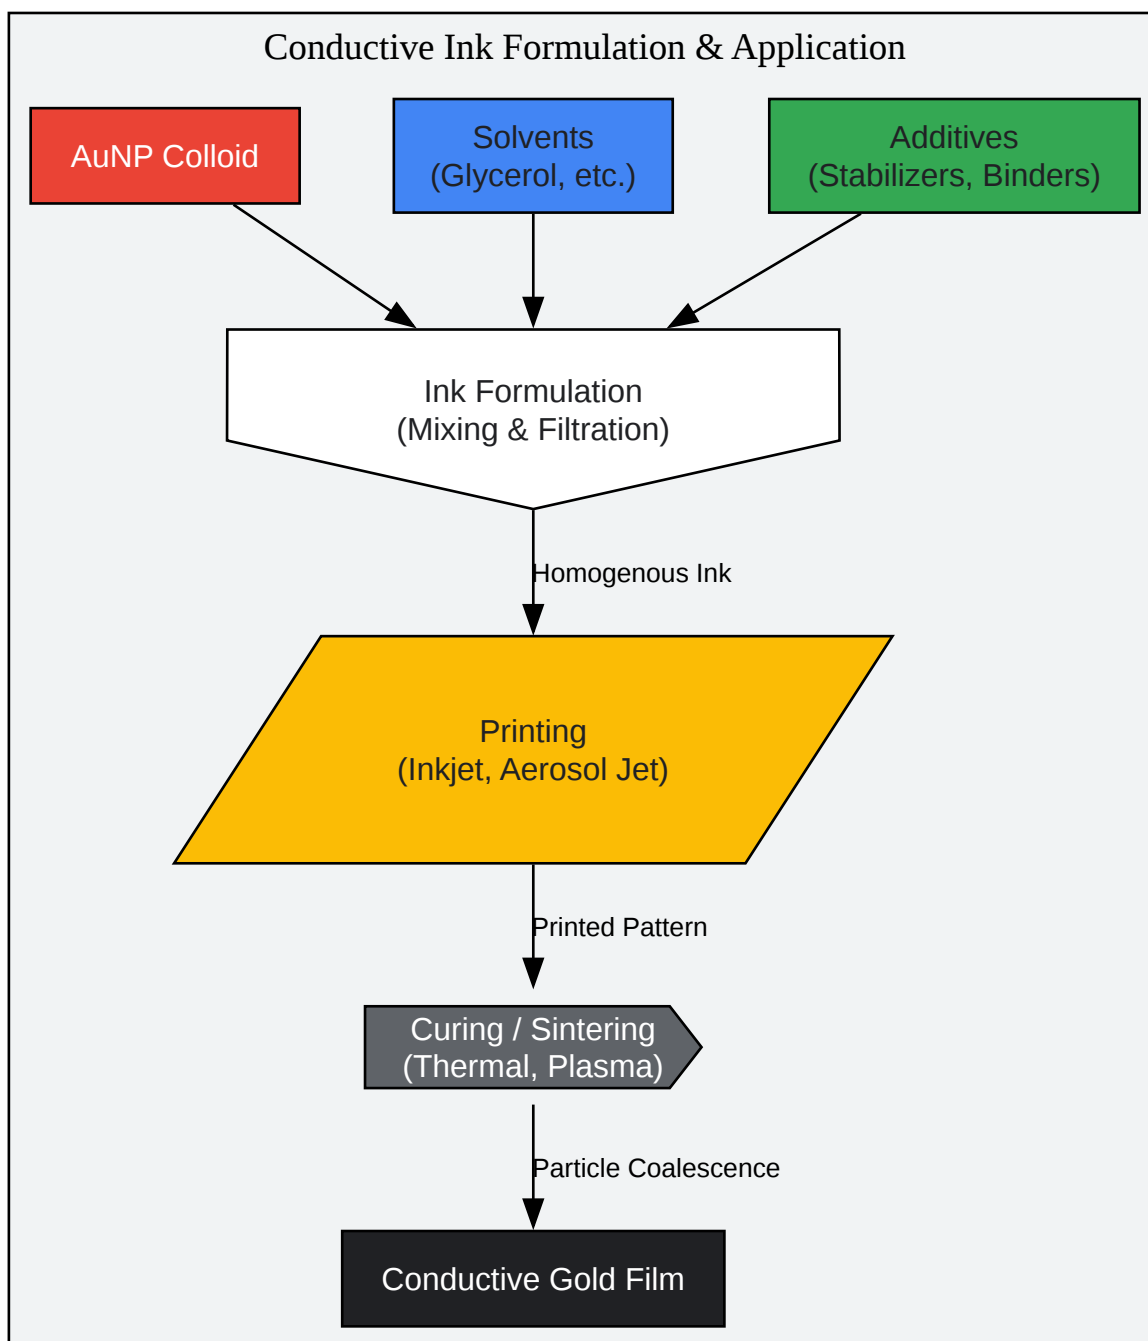 Conductive Ink Formulation & Application
AuNP Colloid
Solvents
(Glycerol, etc.)
Additives
(Stabilizers, Binders)
Ink Formulation
(Mixing & Filtration)
Homogenous Ink
Printing
(Inkjet, Aerosol Jet)
Printed Pattern
Curing / Sintering
(Thermal, Plasma)
Particle Coalescence
Conductive Gold Film